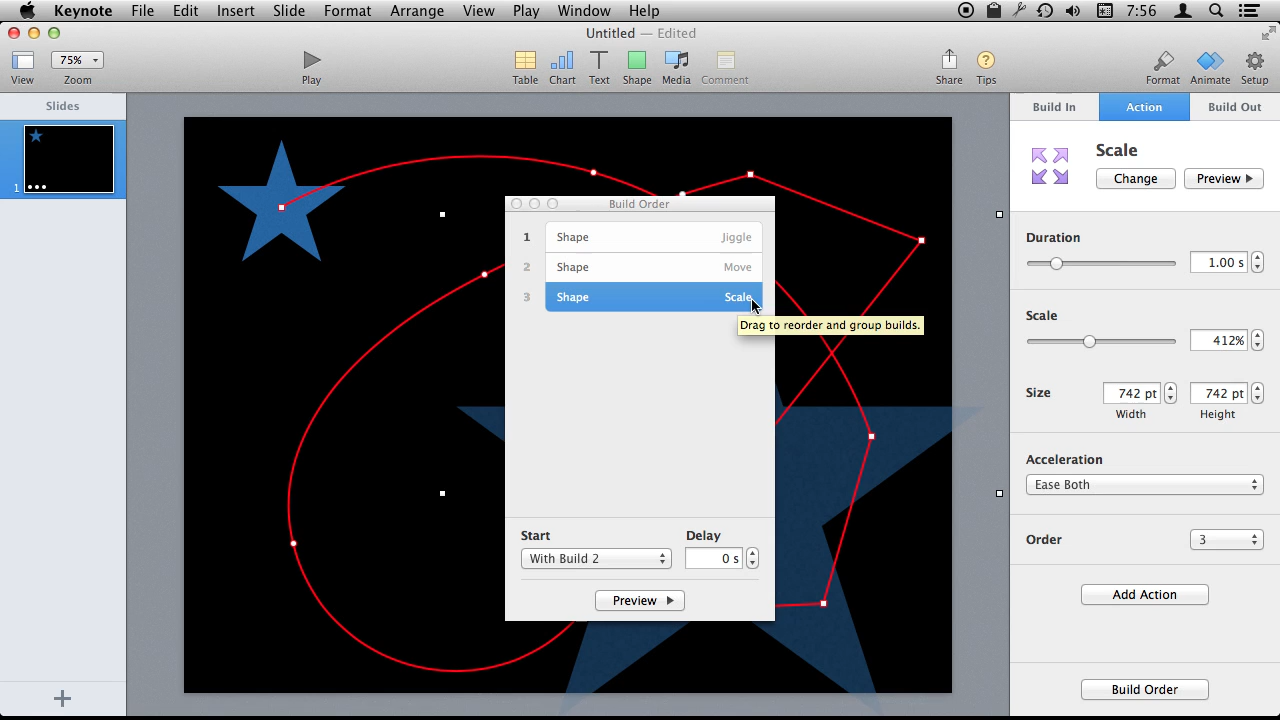 Keynote File Edit Insert Slide Format Arrange View Play Window Help 7:56
Untitled — Edited
75%
View Zoom Play Table Chart Text Shape Media Comment Share Tips Format Animate Setup
Slides
Build In Action Build Out
1
Scale
Change Preview
Build Order
1 Shape Jiggle
2 Shape Move
3 Shape Scale
Drag to reorder and group builds.
Start Delay
With Build 2 0 s
Preview
Duration
1.00 s
Scale
412%
Size 742 pt 742 pt
Width Height
Acceleration
Ease Both
Order 3
Add Action
Build Order